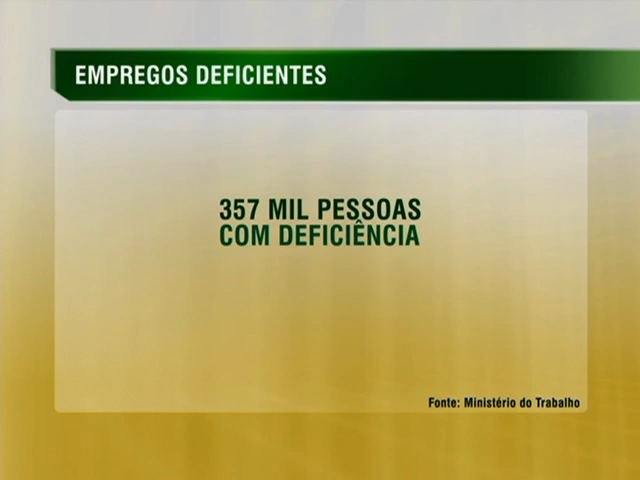 EMPREGOS DEFICIENTES
357 MIL PESSOAS
COM DEFICIÊNCIA
Fonte: Ministério do Trabalho